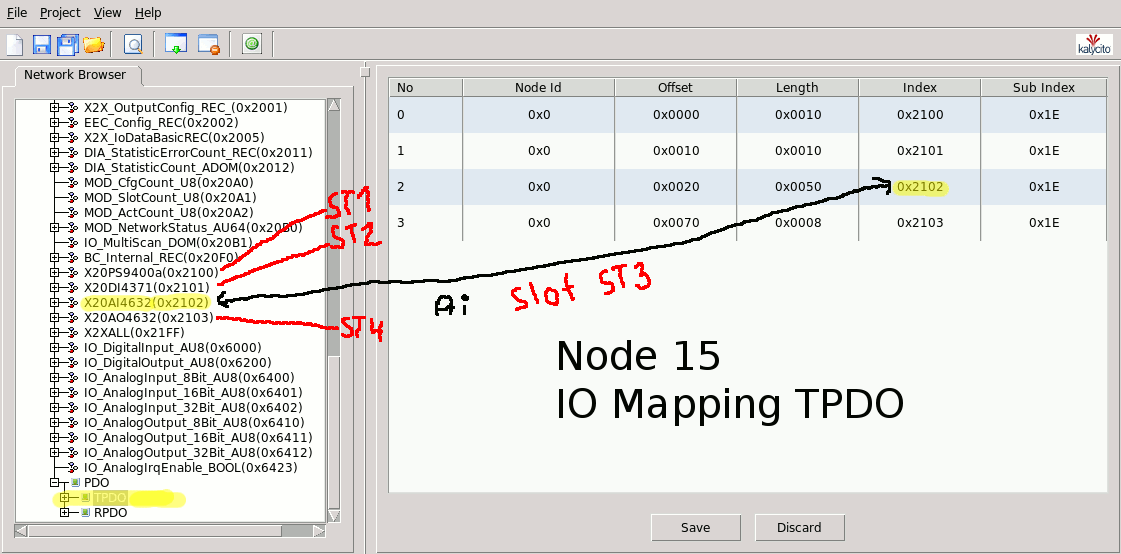 File Project View Help
kalycito
Network Browser
X2X_OutputConfig_REC_(0x2001)
EEC_Config_REC(0x2002)
X2X_IoDataBasicREC(0x2005)
DIA_StatisticErrorCount_REC(0x2011)
DIA_StatisticCount_ADOM(0x2012)
MOD_CfgCount_U8(0x20A0)
MOD_SlotCount_U8(0x20A1)
MOD_ActCount_U8(0x20A2)
MOD_NetworkStatus_AU64(0x20B0)
IO_MultiScan_DOM(0x20B1)
BC_Internal_REC(0x20F0)
X20PS9400a(0x2100)
X20DI4371(0x2101)
X20AI4632(0x2102)
X20AO4632(0x2103)
X2XALL(0x21FF)
IO_DigitalInput_AU8(0x6000)
IO_DigitalOutput_AU8(0x6200)
IO_AnalogInput_8Bit_AU8(0x6400)
IO_AnalogInput_16Bit_AU8(0x6401)
IO_AnalogInput_32Bit_AU8(0x6402)
IO_AnalogOutput_8Bit_AU8(0x6410)
IO_AnalogOutput_16Bit_AU8(0x6411)
IO_AnalogOutput_32Bit_AU8(0x6412)
IO_AnalogIrqEnable_BOOL(0x6423)
PDO
TPDO
RPDO
ST1
ST2
ST4
No Node Id Offset Length Index Sub Index
0 0x0 0x0000 0x0010 0x2100 0x1E
1 0x0 0x0010 0x0010 0x2101 0x1E
2 0x0 0x0020 0x0050 0x2102 0x1E
3 0x0 0x0070 0x0008 0x2103 0x1E
Ai Slot ST3
Node 15
IO Mapping TPDO
Save Discard